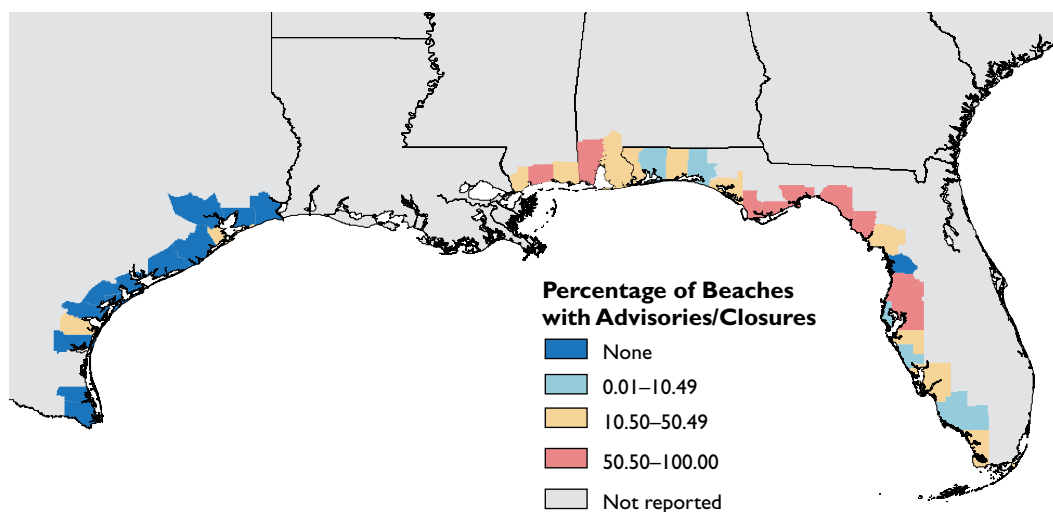 Percentage of Beaches
with Advisories/Closures
None
0.01–10.49
10.50–50.49
50.50–100.00
Not reported